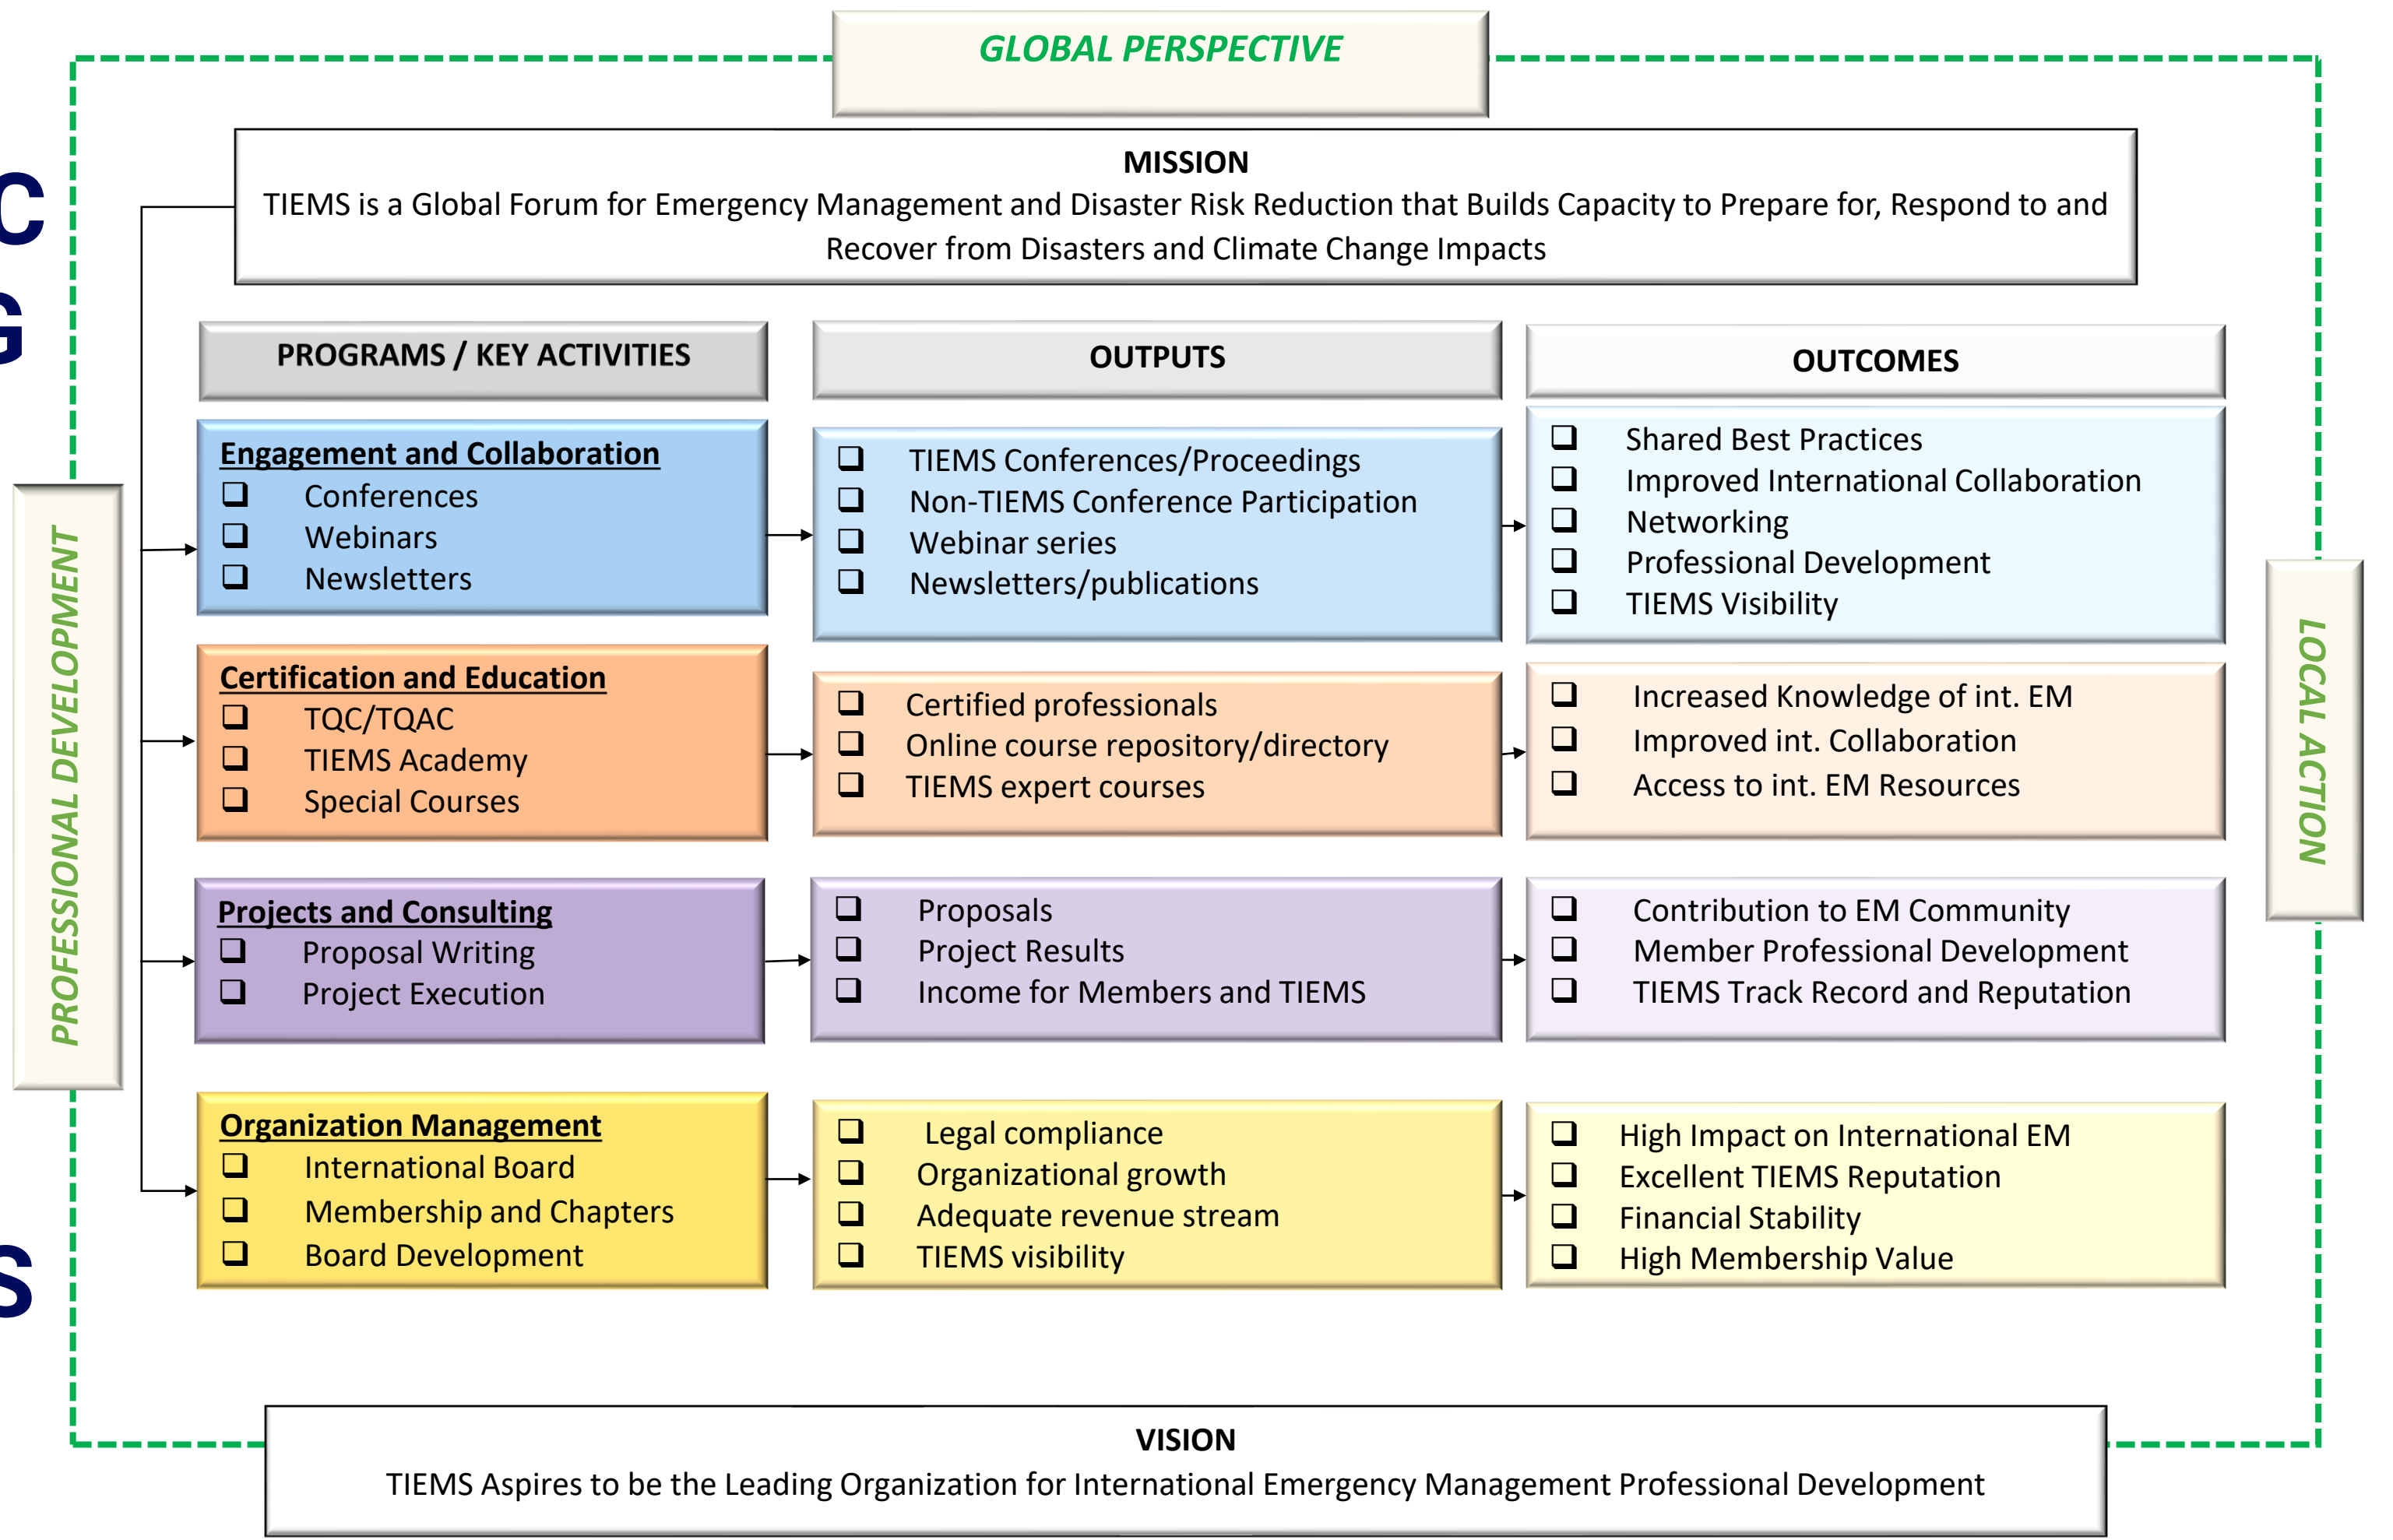 GLOBAL PERSPECTIVE
MISSION
TIEMS is a Global Forum for Emergency Management and Disaster Risk Reduction that Builds Capacity to Prepare for, Respond to and
Recover from Disasters and Climate Change Impacts
C
G
S
PROFESSIONAL DEVELOPMENT
PROGRAMS / KEY ACTIVITIES
OUTPUTS
OUTCOMES
Engagement and Collaboration
Conferences
Webinars
Newsletters
TIEMS Conferences/Proceedings
Non-TIEMS Conference Participation
Webinar series
Newsletters/publications
Shared Best Practices
Improved International Collaboration
Networking
Professional Development
TIEMS Visibility
Certification and Education
TQC/TQAC
TIEMS Academy
Special Courses
Certified professionals
Online course repository/directory
TIEMS expert courses
Increased Knowledge of int. EM
Improved int. Collaboration
Access to int. EM Resources
Projects and Consulting
Proposal Writing
Project Execution
Proposals
Project Results
Income for Members and TIEMS
Contribution to EM Community
Member Professional Development
TIEMS Track Record and Reputation
Organization Management
International Board
Membership and Chapters
Board Development
Legal compliance
Organizational growth
Adequate revenue stream
TIEMS visibility
High Impact on International EM
Excellent TIEMS Reputation
Financial Stability
High Membership Value
LOCAL ACTION
VISION
TIEMS Aspires to be the Leading Organization for International Emergency Management Professional Development